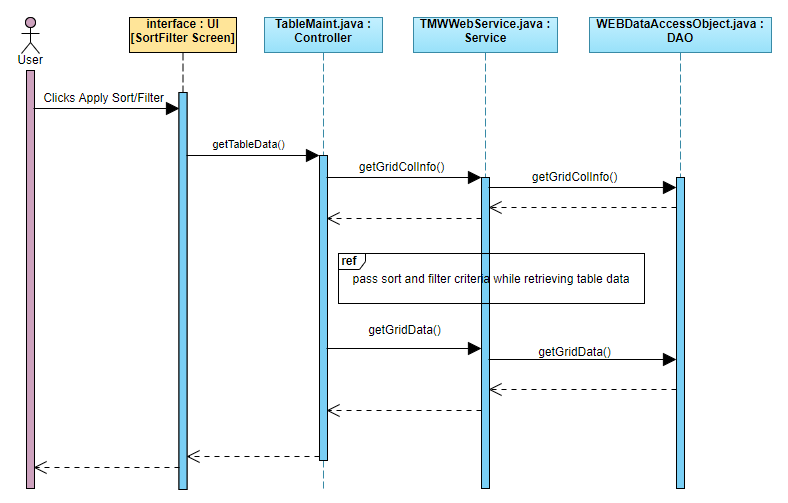 User
interface : UI
[SortFilter Screen]
TableMaint.java :
Controller
TMWWebService.java :
Service
WEBDataAccessObject.java :
DAO
Clicks Apply Sort/Filter
getTableData()
getGridColInfo()
getGridColInfo()
ref
pass sort and filter criteria while retrieving table data
getGridData()
getGridData()